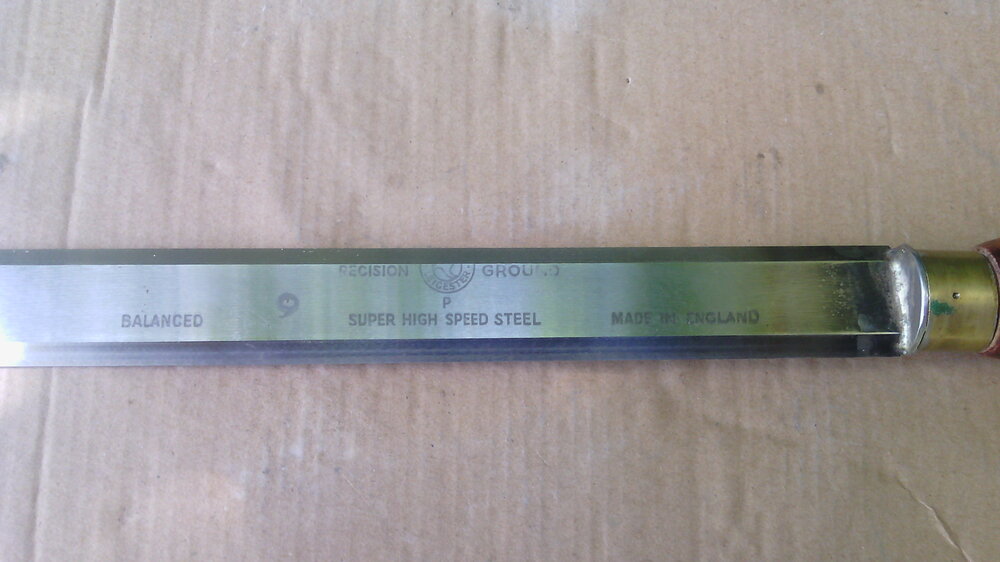 RECISION GROUND
P
BALANCED 9 SUPER HIGH SPEED STEEL MADE IN ENGLAND